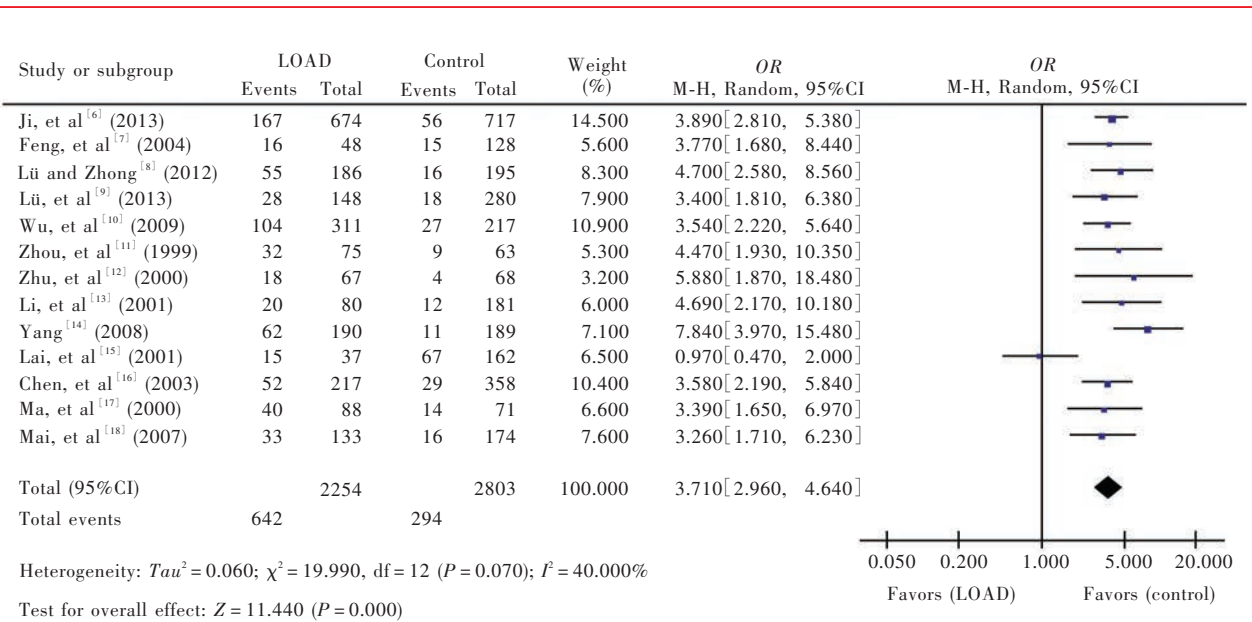 Study or subgroup LOAD Control Weight (%) OR M-H, Random, 95%CI OR M-H, Random, 95%CI
Events Total Events Total
Ji, et al[6] (2013) 167 674 56 717 14.500 3.890[2.810, 5.380]
Feng, et al[7] (2004) 16 48 15 128 5.600 3.770[1.680, 8.440]
Lü and Zhong[8] (2012) 55 186 16 195 8.300 4.700[2.580, 8.560]
Lü, et al[9] (2013) 28 148 18 280 7.900 3.400[1.810, 6.380]
Wu, et al[10] (2009) 104 311 27 217 10.900 3.540[2.220, 5.640]
Zhou, et al[11] (1999) 32 75 9 63 5.300 4.470[1.930, 10.350]
Zhu, et al[12] (2000) 18 67 4 68 3.200 5.880[1.870, 18.480]
Li, et al[13] (2001) 20 80 12 181 6.000 4.690[2.170, 10.180]
Yang[14] (2008) 62 190 11 189 7.100 7.840[3.970, 15.480]
Lai, et al[15] (2001) 15 37 67 162 6.500 0.970[0.470, 2.000]
Chen, et al[16] (2003) 52 217 29 358 10.400 3.580[2.190, 5.840]
Ma, et al[17] (2000) 40 88 14 71 6.600 3.390[1.650, 6.970]
Mai, et al[18] (2007) 33 133 16 174 7.600 3.260[1.710, 6.230]
Total (95%CI) 2254 2803 100.000 3.710[2.960, 4.640]
Total events 642 294
Heterogeneity: Tau² = 0.060; χ² = 19.990, df = 12 (P = 0.070); I² = 40.000%
Test for overall effect: Z = 11.440 (P = 0.000)
0.050 0.200 1.000 5.000 20.000
Favors (LOAD) Favors (control)